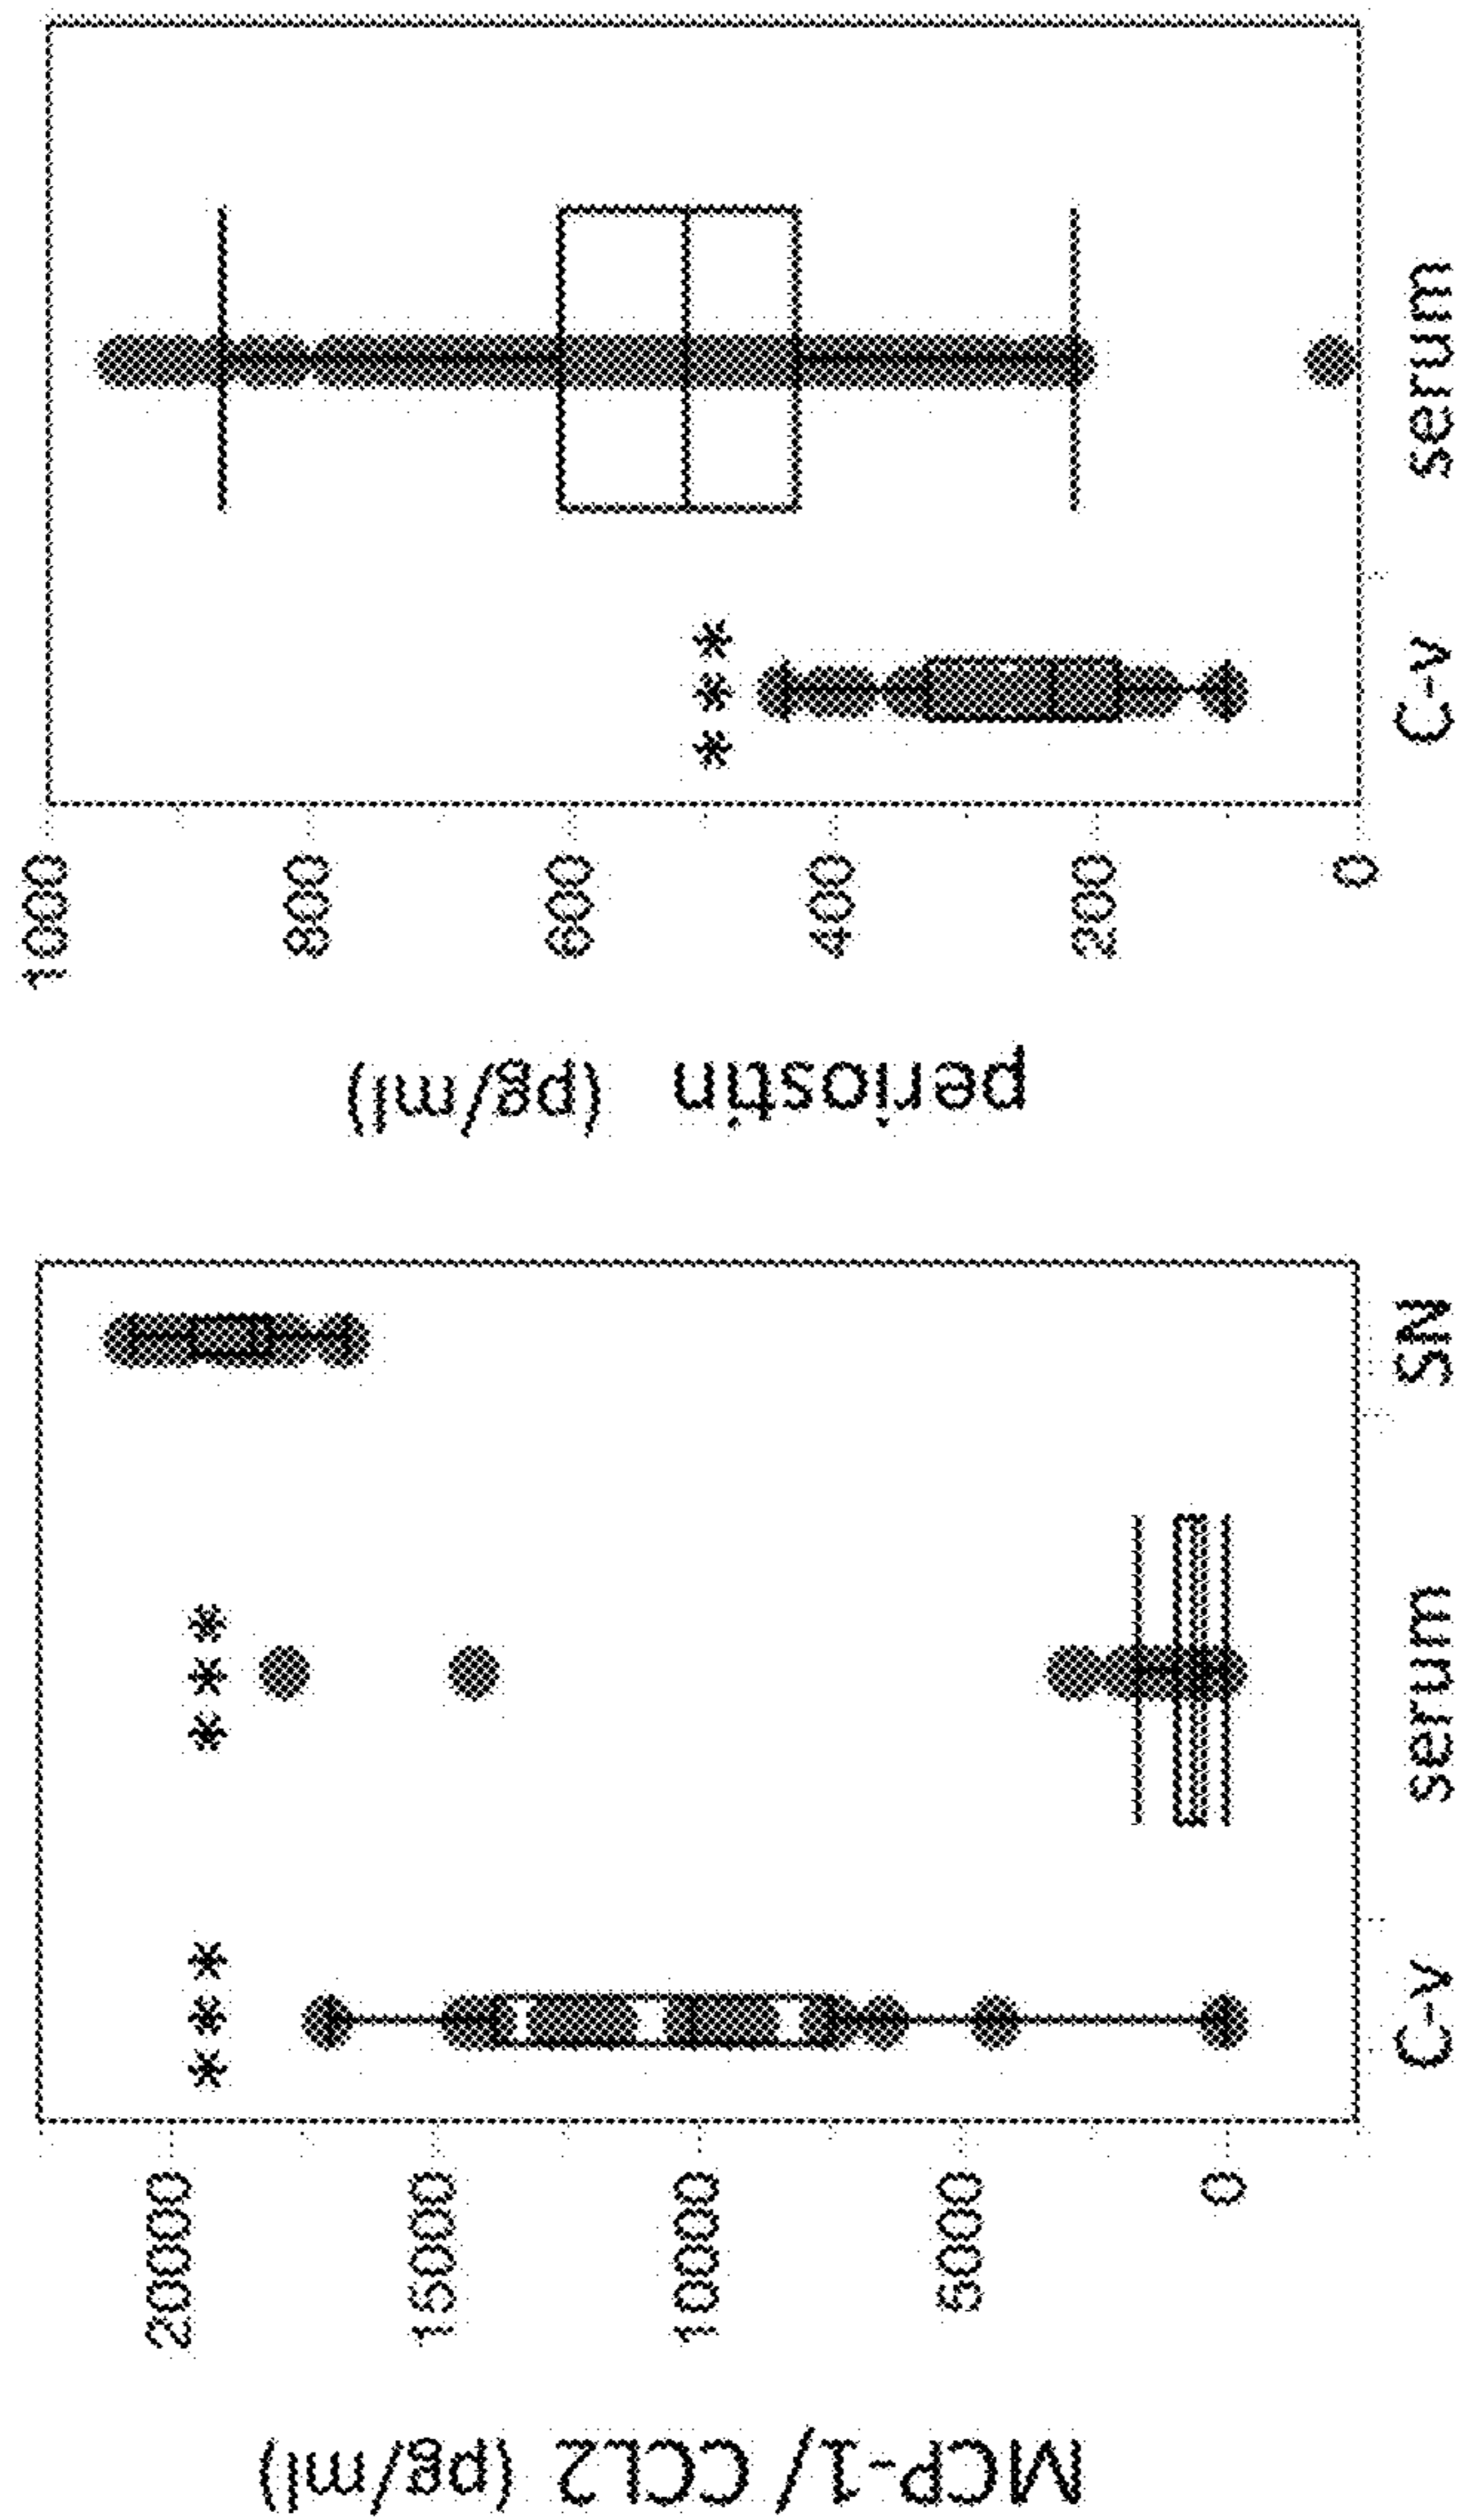 periostin (pg/ml)
1000
800
600
400
200
0
***
C-v
serum
MCP-1/ CCL2 (pg/ml)
20000
15000
10000
5000
0
***
***
C-v
serum
SN